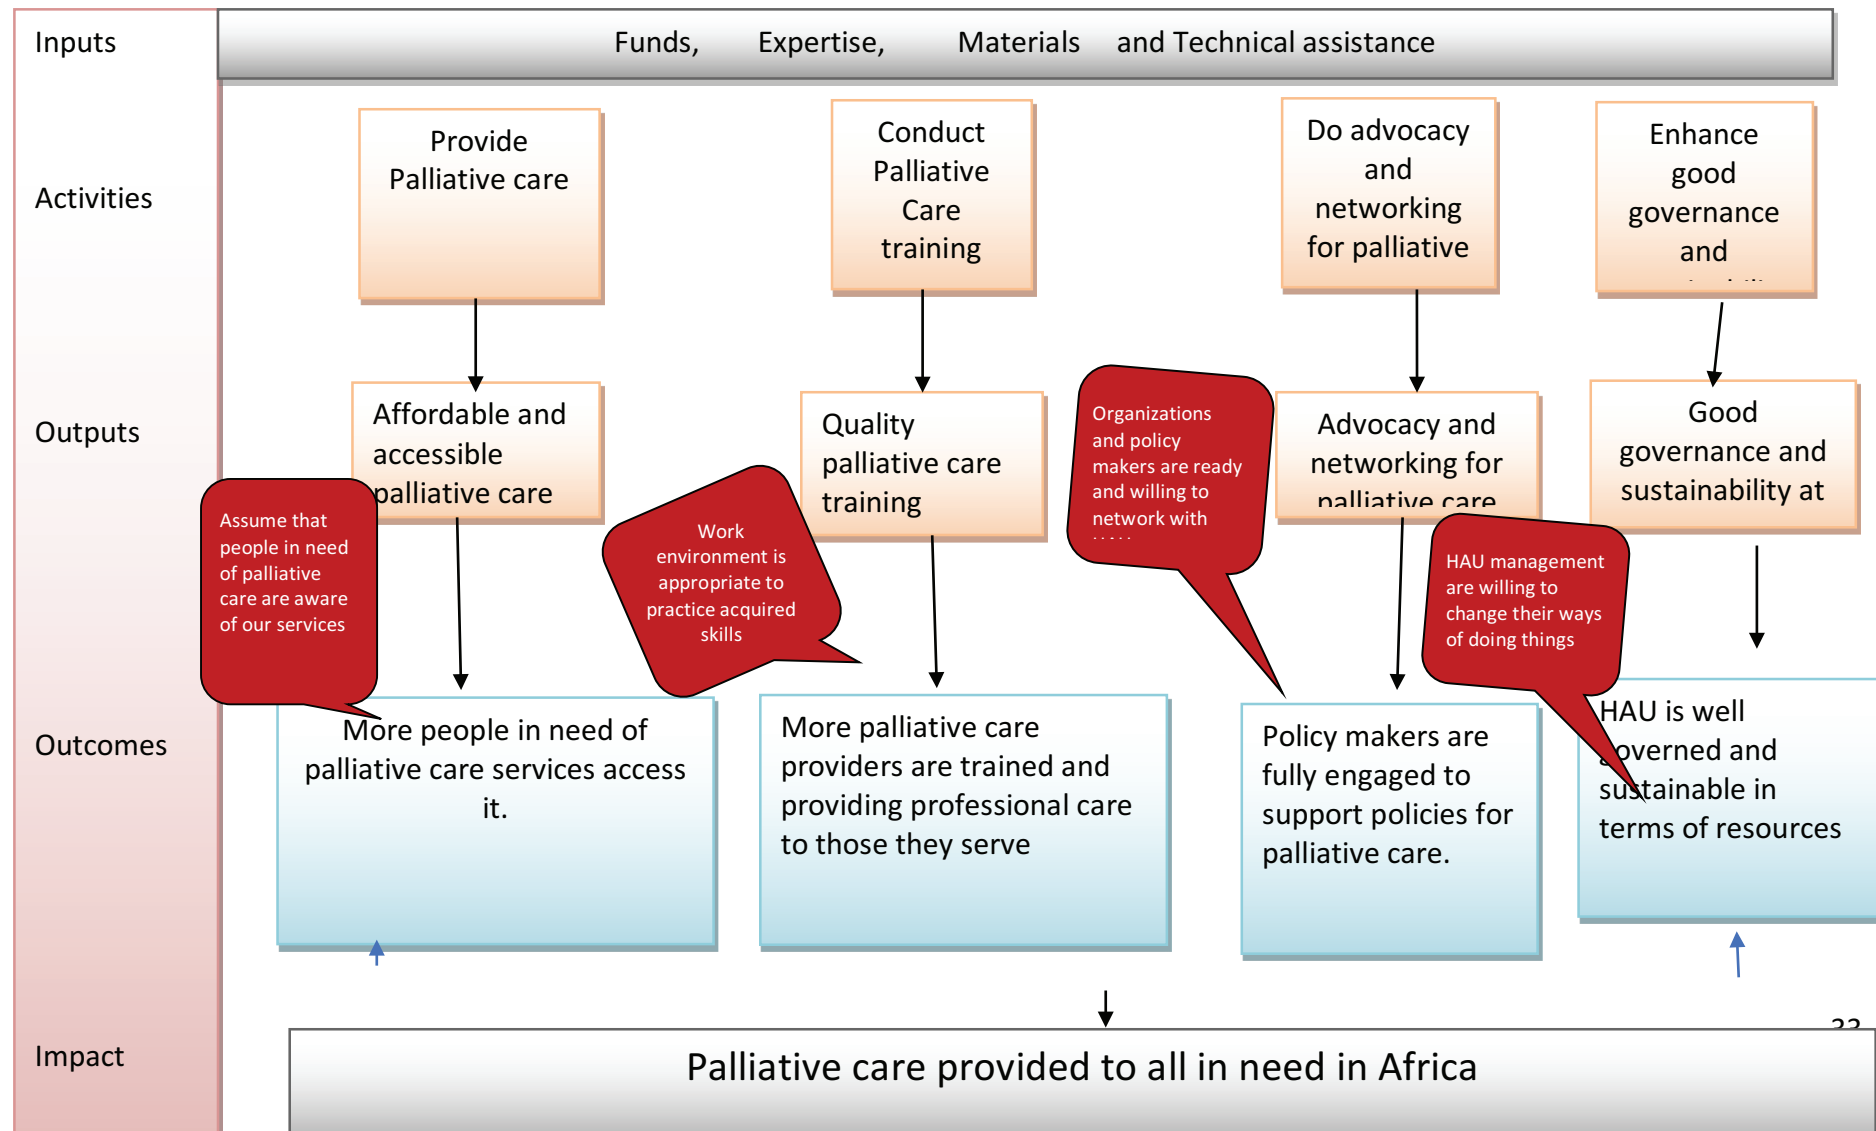 Inputs
Funds, Expertise, Materials and Technical assistance
Activities
Provide
Palliative care
Conduct
Palliative
Care
training
Do advocacy
and
networking
for palliative
Enhance
good
governance
and
Outputs
Affordable and
accessible
palliative care
Quality
palliative care
training
Advocacy and
networking for
palliative care
Good
governance and
sustainability at
Assume that
people in need
of palliative
care are aware
of our services
Work
environment is
appropriate to
practice acquired
skills
Organizations
and policy
makers are ready
and willing to
network with
HAU management
are willing to
change their ways
of doing things
Outcomes
More people in need of
palliative care services access
it.
More palliative care
providers are trained and
providing professional care
to those they serve
Policy makers are
fully engaged to
support policies for
palliative care.
HAU is well
governed and
sustainable in
terms of resources
Impact
Palliative care provided to all in need in Africa